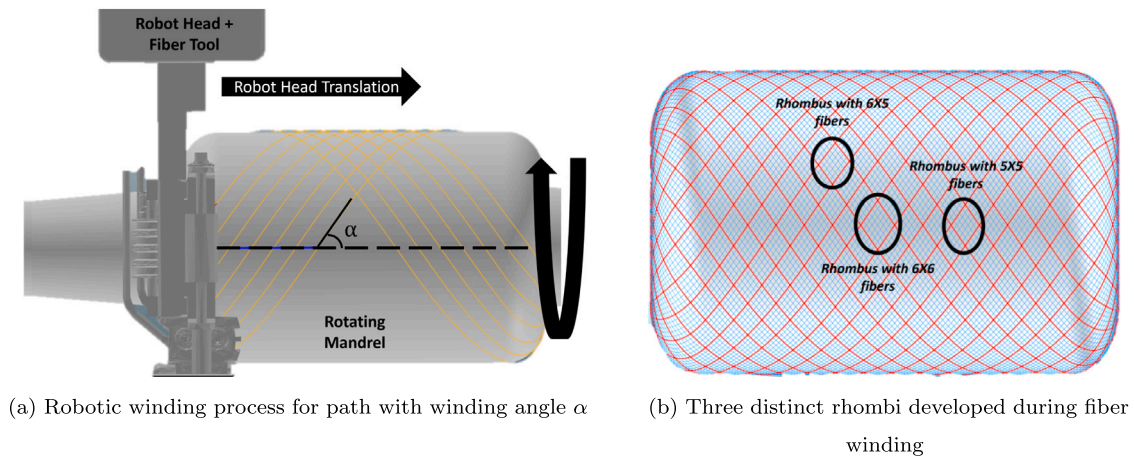 Robot Head +
Fiber Tool
Robot Head Translation
α
Rotating
Mandrel
(a) Robotic winding process for path with winding angle α
Rhombus with 6X5
fibers
Rhombus with 5X5
fibers
Rhombus with 6X6
fibers
(b) Three distinct rhombi developed during fiber
winding